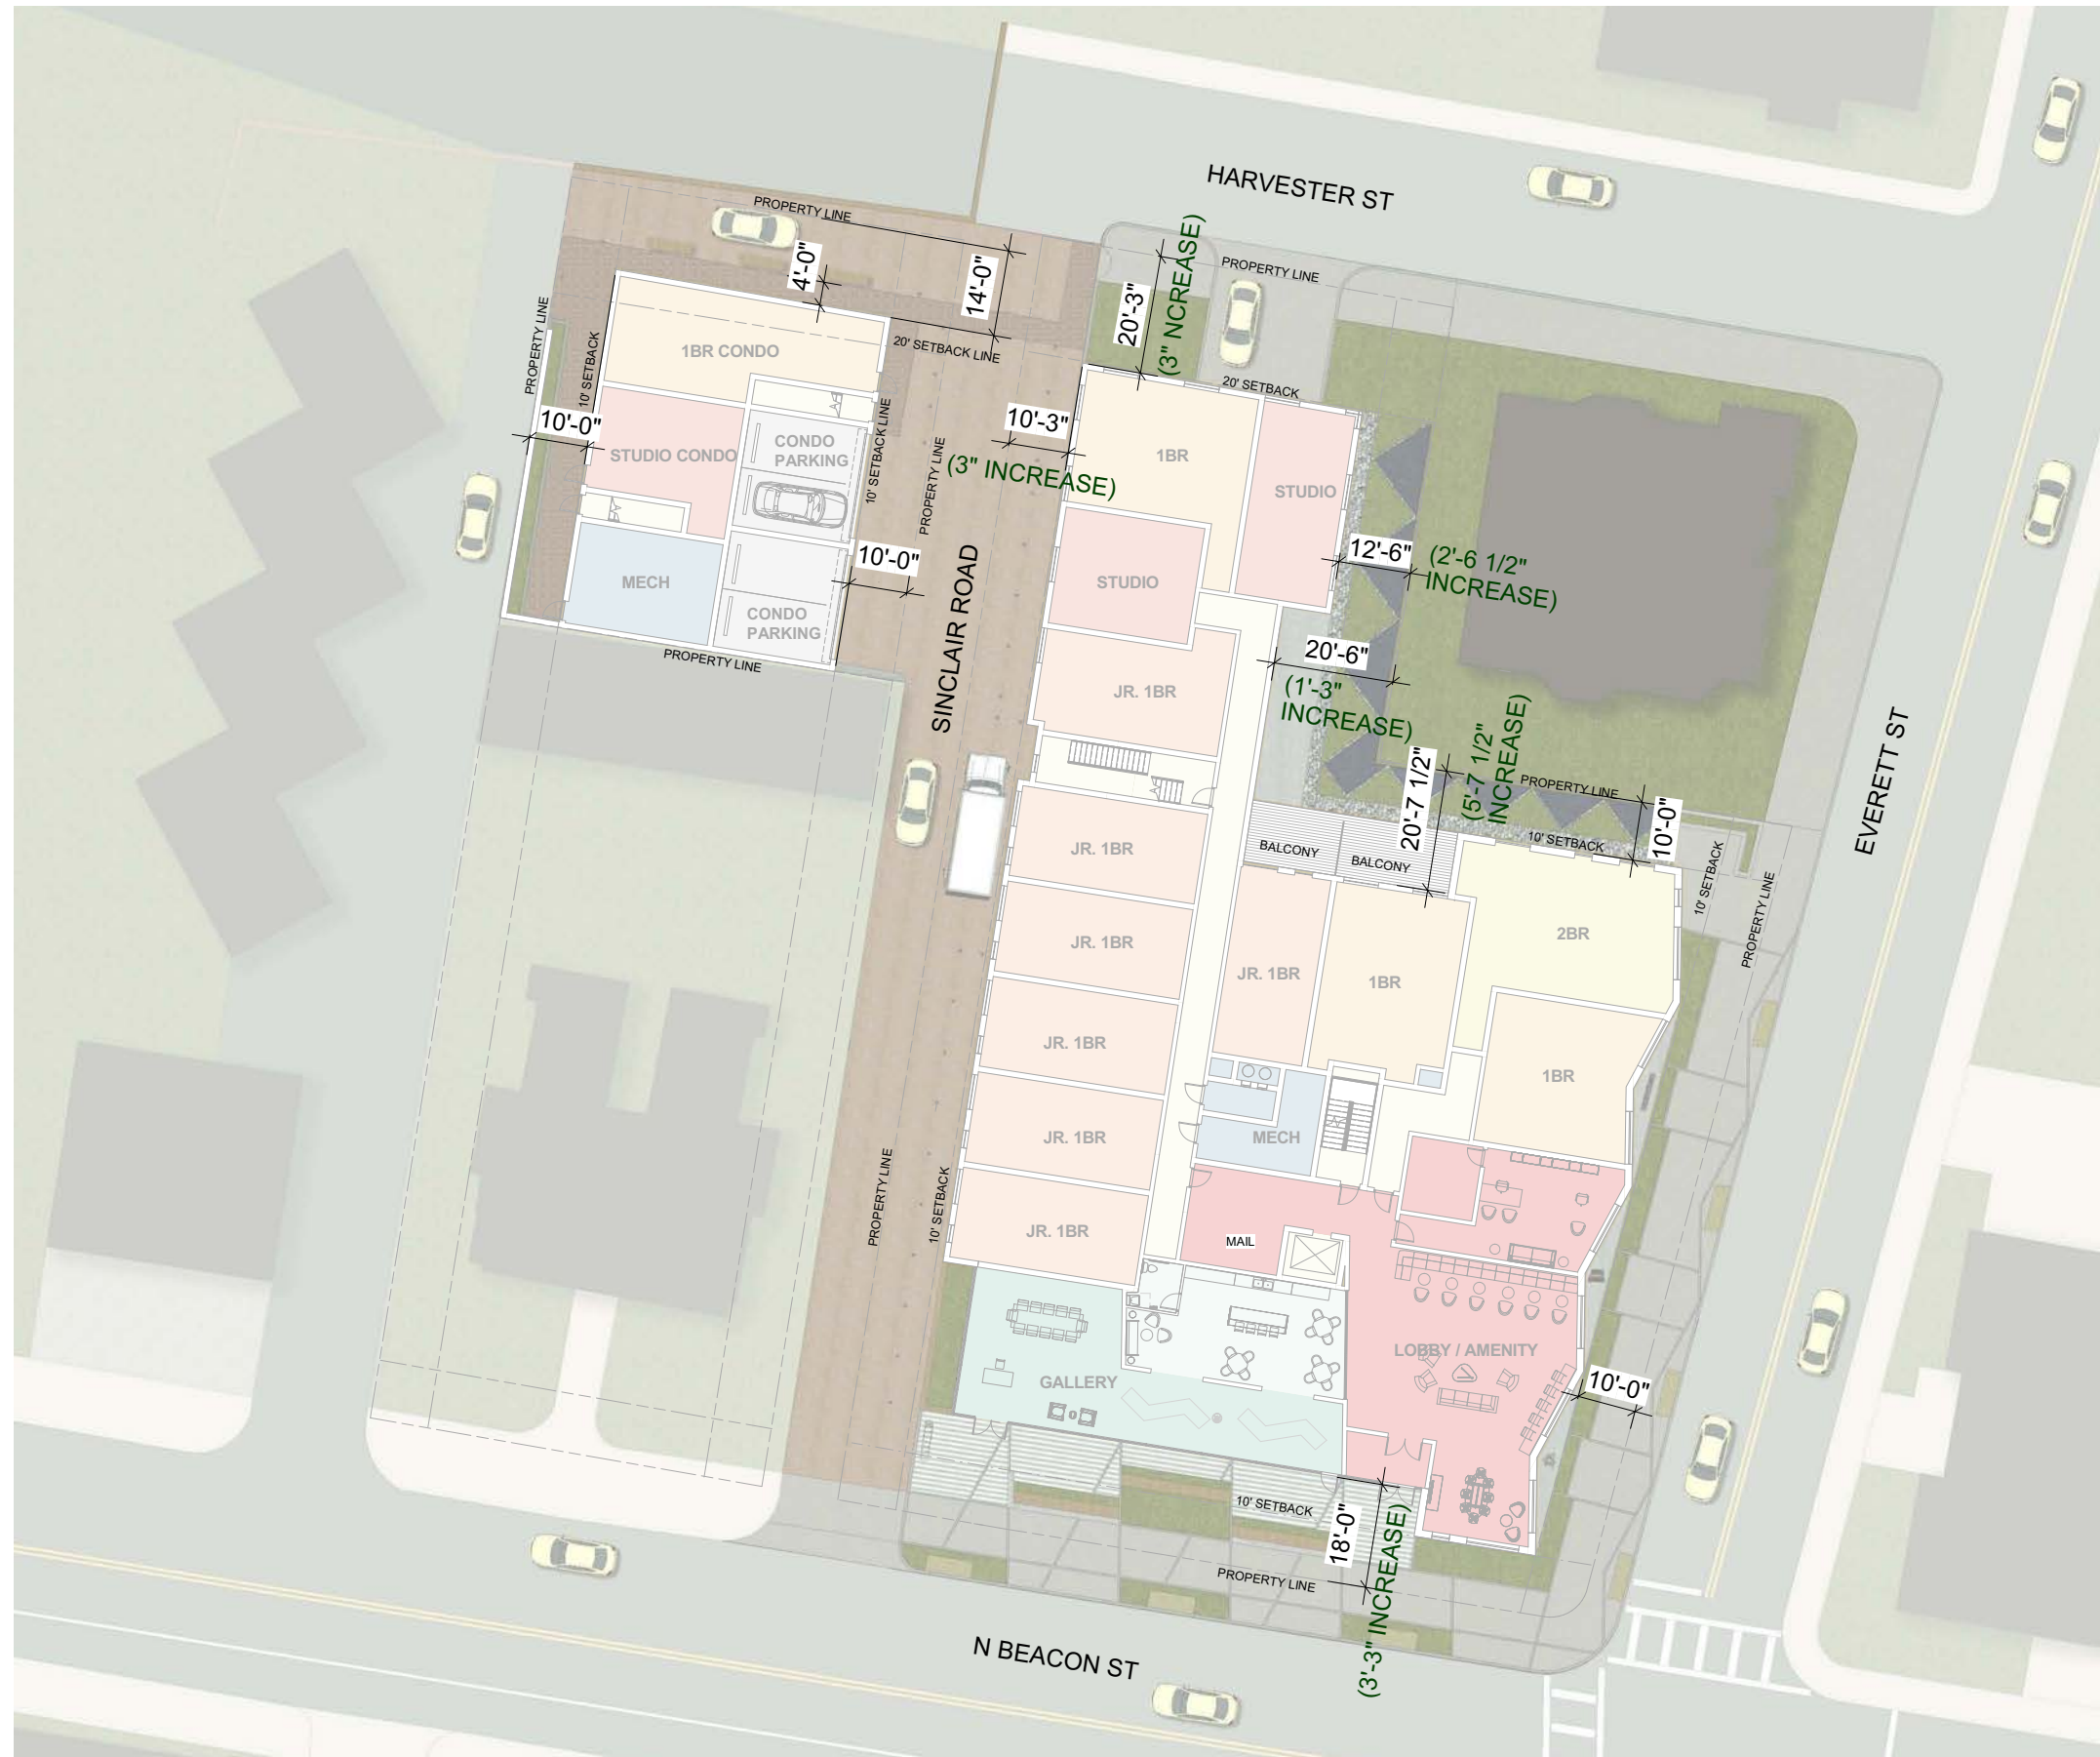 HARVESTER ST
PROPERTY LINE
4'-0"
14'-0"
20'-3"
(3" NCREASE)
PROPERTY LINE
PROPERTY LINE
10' SETBACK
1BR CONDO
20' SETBACK LINE
20' SETBACK
10'-0"
10'-3"
(3" INCREASE)
STUDIO CONDO
CONDO
PARKING
10' SETBACK LINE
PROPERTY LINE
1BR
STUDIO
12'-6"
(2'-6 1/2"
INCREASE)
10'-0"
MECH
CONDO
PARKING
PROPERTY LINE
SINCLAIR ROAD
STUDIO
20'-6"
(1'-3"
INCREASE)
JR. 1BR
20'-7 1/2"
(5'-7 1/2"
INCREASE)
PROPERTY LINE
10'-0"
10' SETBACK
EVERETT ST
BALCONY
BALCONY
JR. 1BR
10' SETBACK
PROPERTY LINE
2BR
JR. 1BR
JR. 1BR
1BR
JR. 1BR
1BR
JR. 1BR
MECH
PROPERTY LINE
10' SETBACK
JR. 1BR
MAIL
LOBBY / AMENITY
GALLERY
10'-0"
10' SETBACK
18'-0"
(3'-3" INCREASE)
PROPERTY LINE
N BEACON ST